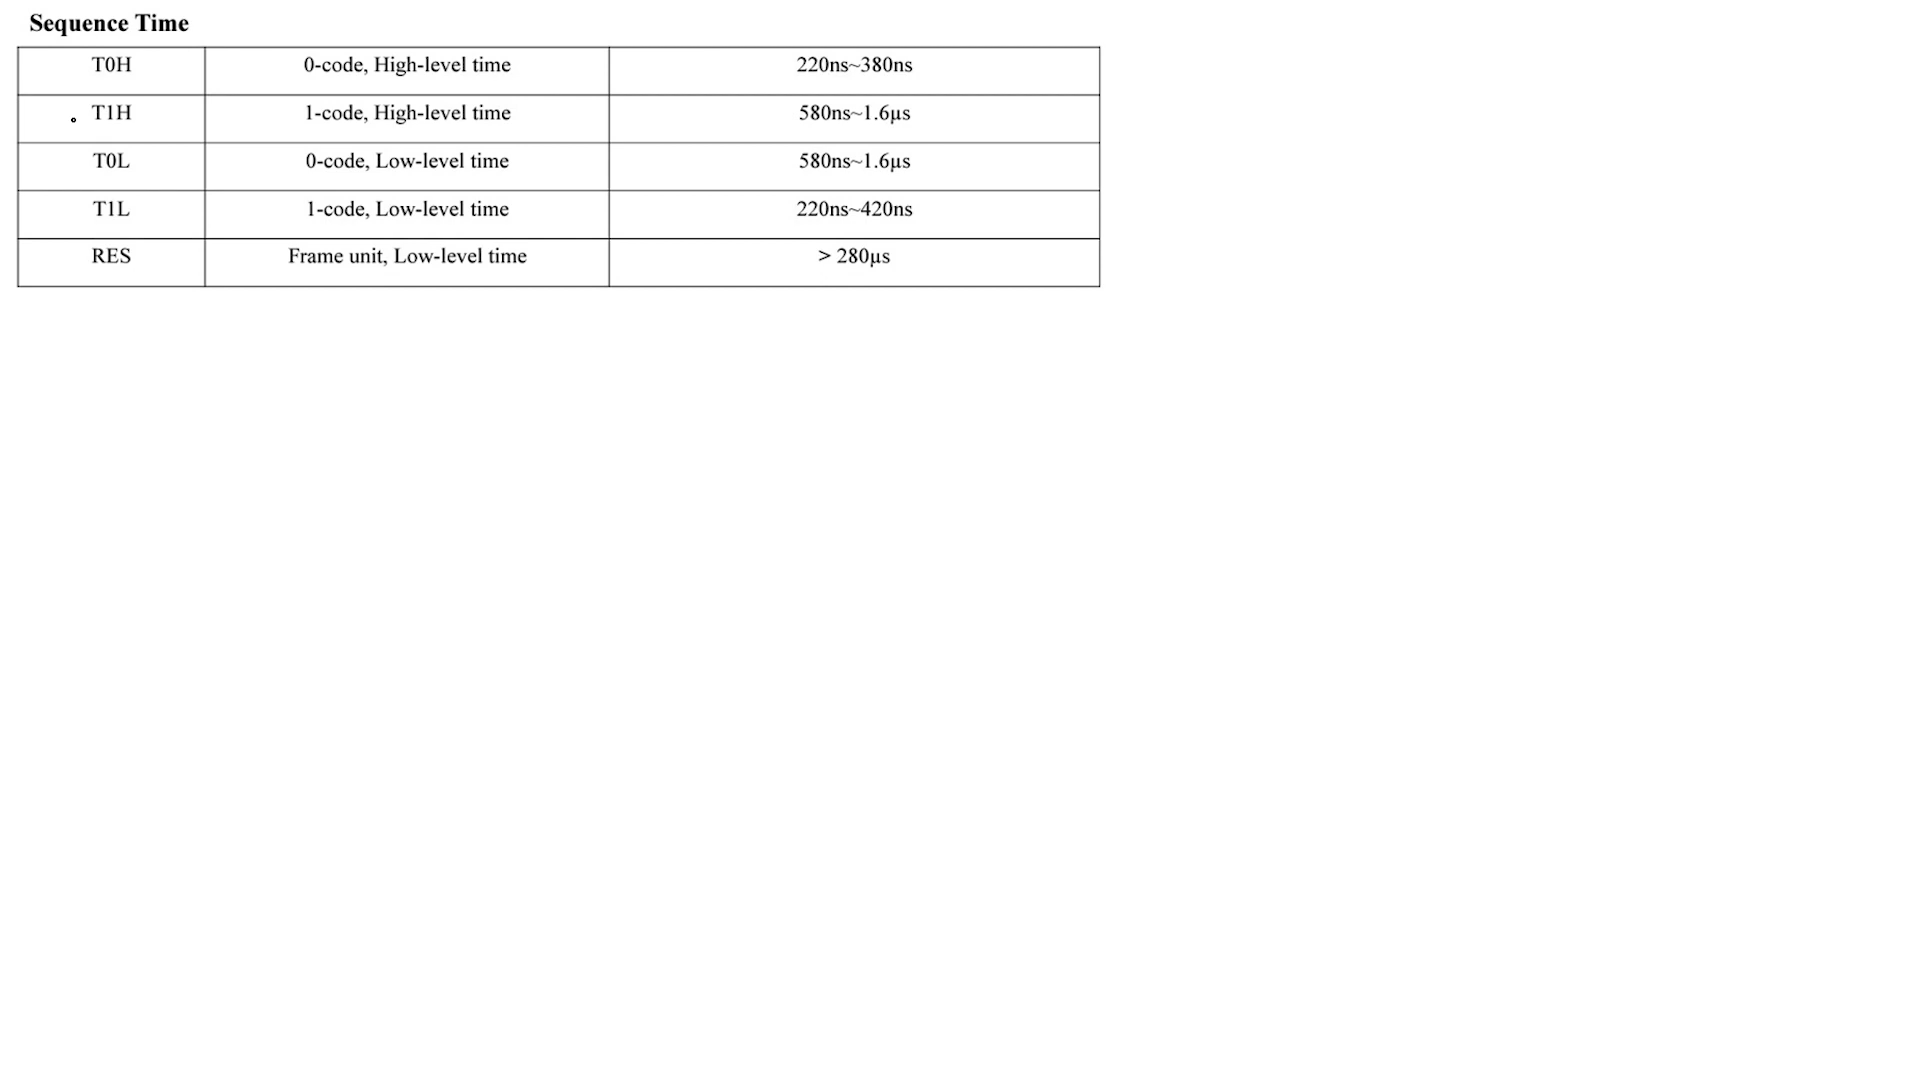 Sequence Time
T0H 0-code, High-level time 220ns~380ns
T1H 1-code, High-level time 580ns~1.6μs
T0L 0-code, Low-level time 580ns~1.6μs
T1L 1-code, Low-level time 220ns~420ns
RES Frame unit, Low-level time > 280μs